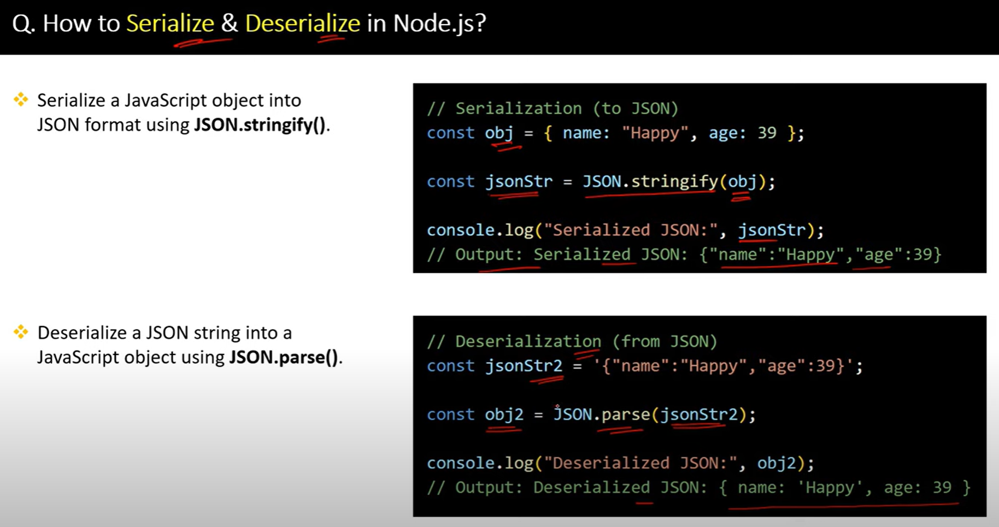 Q. How to Serialize & Deserialize in Node.js?
Serialize a JavaScript object into
JSON format using JSON.stringify().
// Serialization (to JSON)
const obj = { name: "Happy", age: 39 };
const jsonStr = JSON.stringify(obj);
console.log("Serialized JSON:", jsonStr);
// Output: Serialized JSON: {"name":"Happy","age":39}
Deserialize a JSON string into a
JavaScript object using JSON.parse().
// Deserialization (from JSON)
const jsonStr2 = '{"name":"Happy","age":39}';
const obj2 = JSON.parse(jsonStr2);
console.log("Deserialized JSON:", obj2);
// Output: Deserialized JSON: { name: 'Happy', age: 39 }